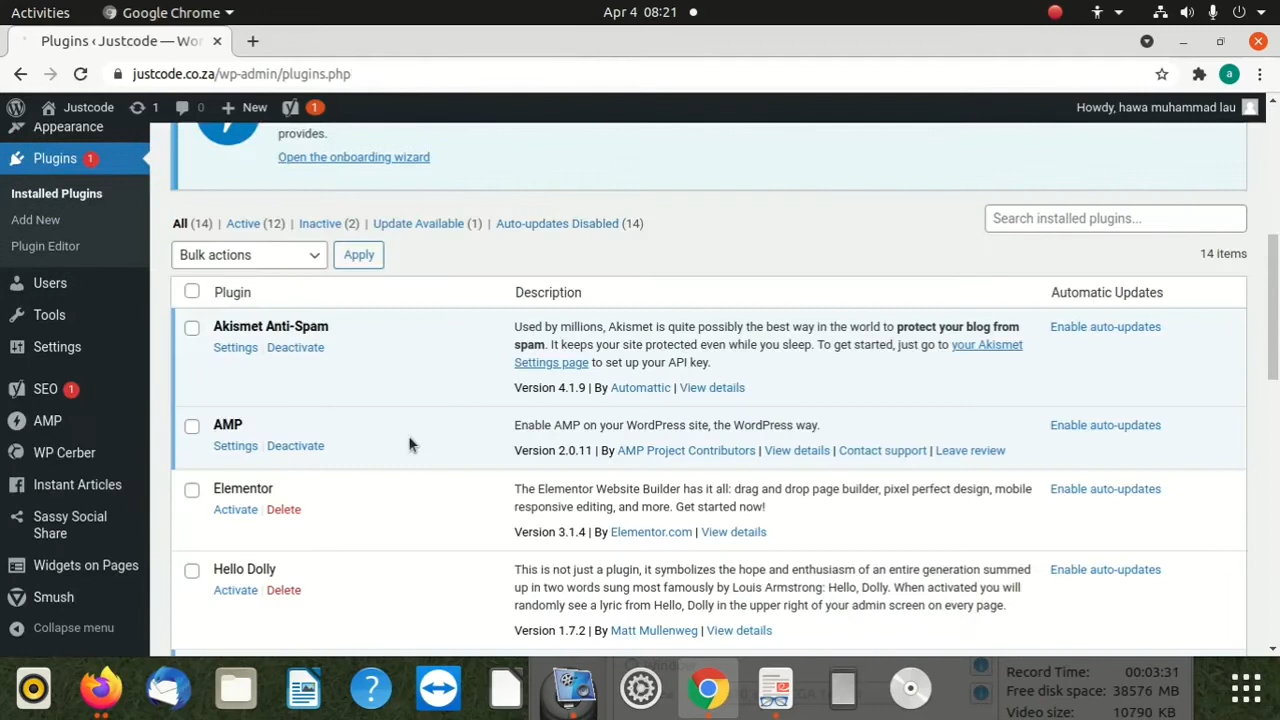 Activities
Google Chrome
Apr 4 08:21
Plugins ‹ Justcode — Wor
justcode.co.za/wp-admin/plugins.php
a
Justcode
1
0
New
1
Howdy, hawa muhammad lau
Appearance
Plugins 1
Installed Plugins
Add New
Plugin Editor
Users
Tools
Settings
SEO 1
AMP
WP Cerber
Instant Articles
Sassy Social
Share
Widgets on Pages
Smush
Collapse menu
provides.
Open the onboarding wizard
All (14) | Active (12) | Inactive (2) | Update Available (1) | Auto-updates Disabled (14)
Search installed plugins...
Bulk actions
Apply
14 items
Plugin
Description
Automatic Updates
Akismet Anti-Spam
Settings | Deactivate
Used by millions, Akismet is quite possibly the best way in the world to protect your blog from
spam. It keeps your site protected even while you sleep. To get started, just go to your Akismet
Settings page to set up your API key.
Version 4.1.9 | By Automattic | View details
Enable auto-updates
AMP
Settings | Deactivate
Enable AMP on your WordPress site, the WordPress way.
Version 2.0.11 | By AMP Project Contributors | View details | Contact support | Leave review
Enable auto-updates
Elementor
Activate | Delete
The Elementor Website Builder has it all: drag and drop page builder, pixel perfect design, mobile
responsive editing, and more. Get started now!
Version 3.1.4 | By Elementor.com | View details
Enable auto-updates
Hello Dolly
Activate | Delete
This is not just a plugin, it symbolizes the hope and enthusiasm of an entire generation summed
up in two words sung most famously by Louis Armstrong: Hello, Dolly. When activated you will
randomly see a lyric from Hello, Dolly in the upper right of your admin screen on every page.
Version 1.7.2 | By Matt Mullenweg | View details
Enable auto-updates
Window
Record Time: 00:03:31
Free disk space: 38576 MB
Video size: 10790 KB